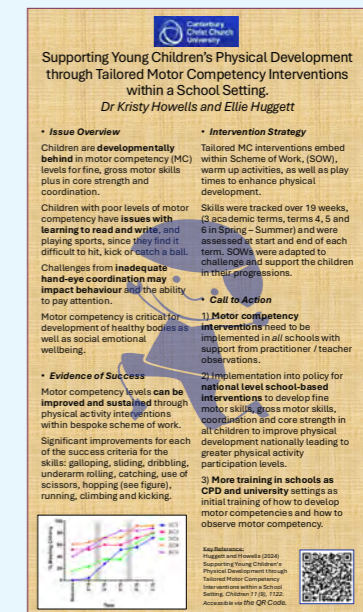 Canterbury
Christ Church
University
Supporting Young Children's Physical Development
through Tailored Motor Competency Interventions
within a School Setting.
Dr Kristy Howells and Ellie Huggett
• Issue Overview
Children are developmentally
behind in motor competency (MC)
levels for fine, gross motor skills
plus in core strength and
coordination.
Children with poor levels of motor
competency have issues with
learning to read and write, and
playing sports, since they find it
difficult to hit, kick or catch a ball.
Challenges from inadequate
hand-eye coordination may
impact behaviour and the ability
to pay attention.
Motor competency is critical for
development of healthy bodies as
well as social emotional
wellbeing.
• Evidence of Success
Motor competency levels can be
improved and sustained through
physical activity interventions
within bespoke scheme of work.
Significant improvements for each
of the success criteria for the
skills: galloping, sliding, dribbling,
underarm rolling, catching, use of
scissors, hopping (see figure),
running, climbing and kicking.
• Intervention Strategy
Tailored MC interventions embed
within Scheme of Work, (SOW),
warm up activities, as well as play
times to enhance physical
development.
Skills were tracked over 19 weeks,
(3 academic terms, terms 4, 5 and
6 in Spring – Summer) and were
assessed at start and end of each
term. SOWs were adapted to
challenge and support the children
in their progressions.
• Call to Action
1) Motor competency
interventions need to be
implemented in all schools with
support from practitioner / teacher
observations.
2) Implementation into policy for
national level school-based
interventions to develop fine
motor skills, gross motor skills,
coordination and core strength in
all children to improve physical
development nationally leading to
greater physical activity
participation levels.
3) More training in schools as
CPD and university settings as
initial training of how to develop
motor competencies and how to
observe motor competency.
Key Reference:
Huggett and Howells (2024)
Supporting Young Children's
Physical Development through
Tailored Motor Competency
Interventions within a School
Setting. Children 11 (9), 1122.
Accessible via the QR Code.